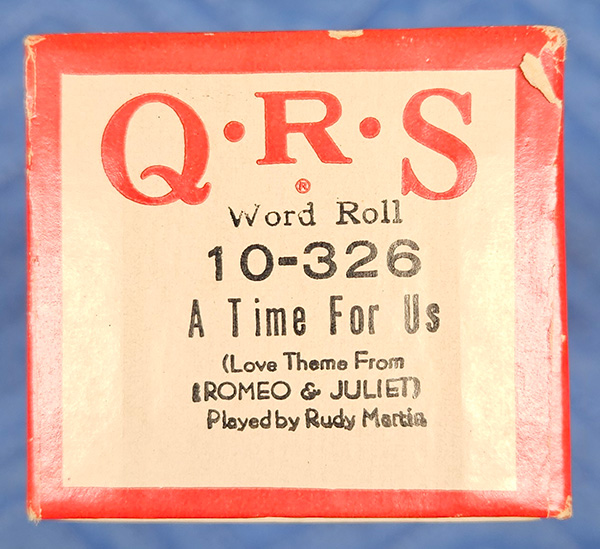 Q·R·S
®
Word Roll
10-326
A Time For Us
(Love Theme From
(ROMEO & JULIET)
Played by Rudy Martin